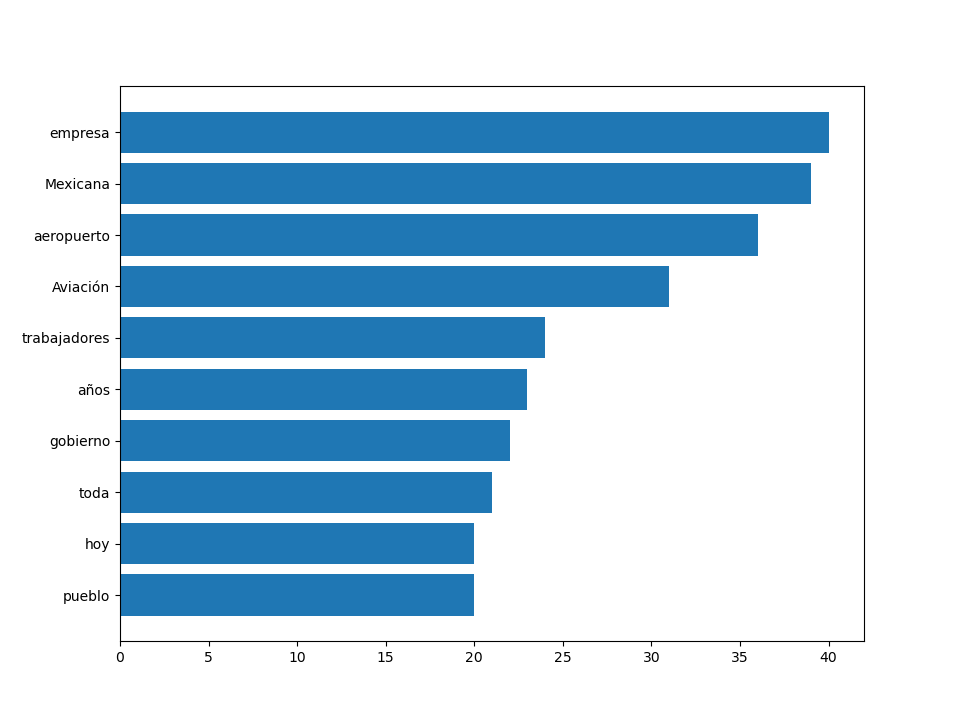 empresa
Mexicana
aeropuerto
Aviación
trabajadores
años
gobierno
toda
hoy
pueblo
0 5 10 15 20 25 30 35 40